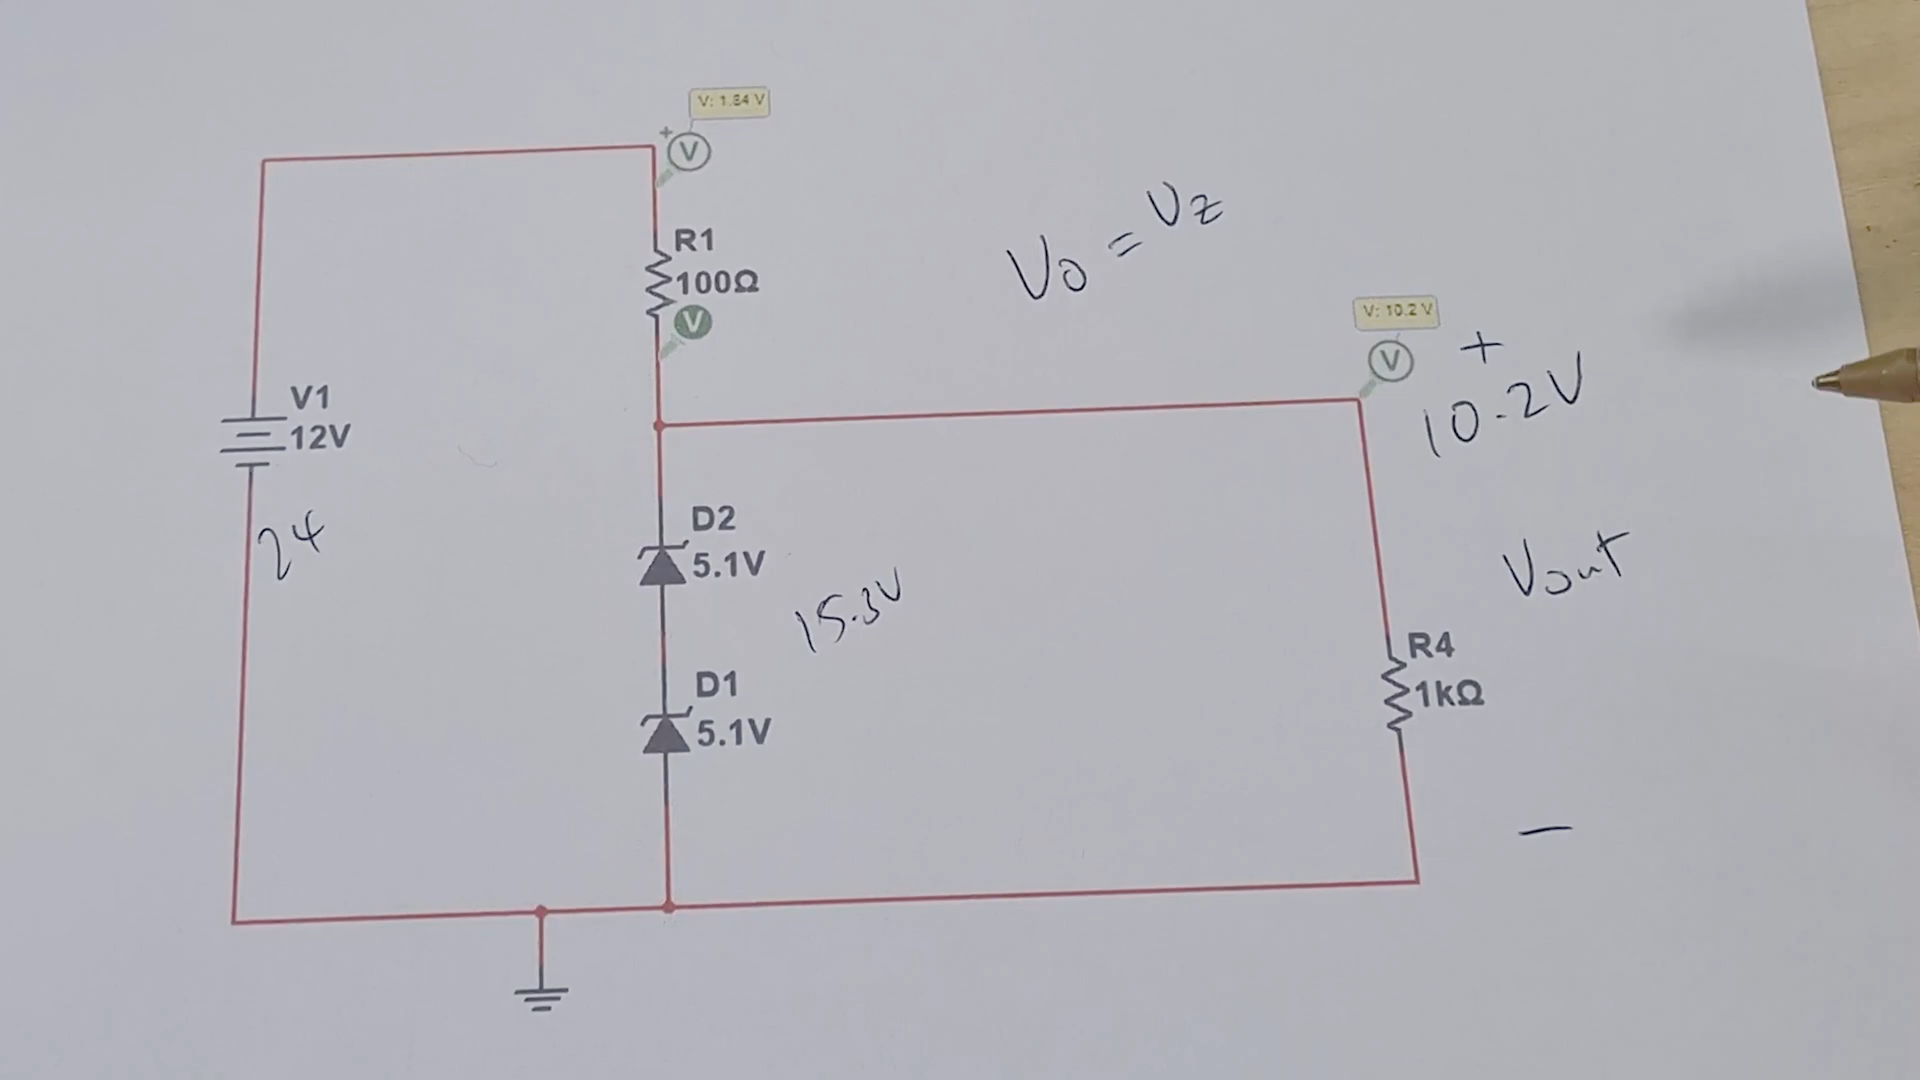 V: 1.84 V
+
V
R1
100Ω
V
Vo = Vz
V: 10.2 V
V
+
10.2V
V1
12V
24
D2
5.1V
15.3V
Vout
R4
1kΩ
D1
5.1V
−